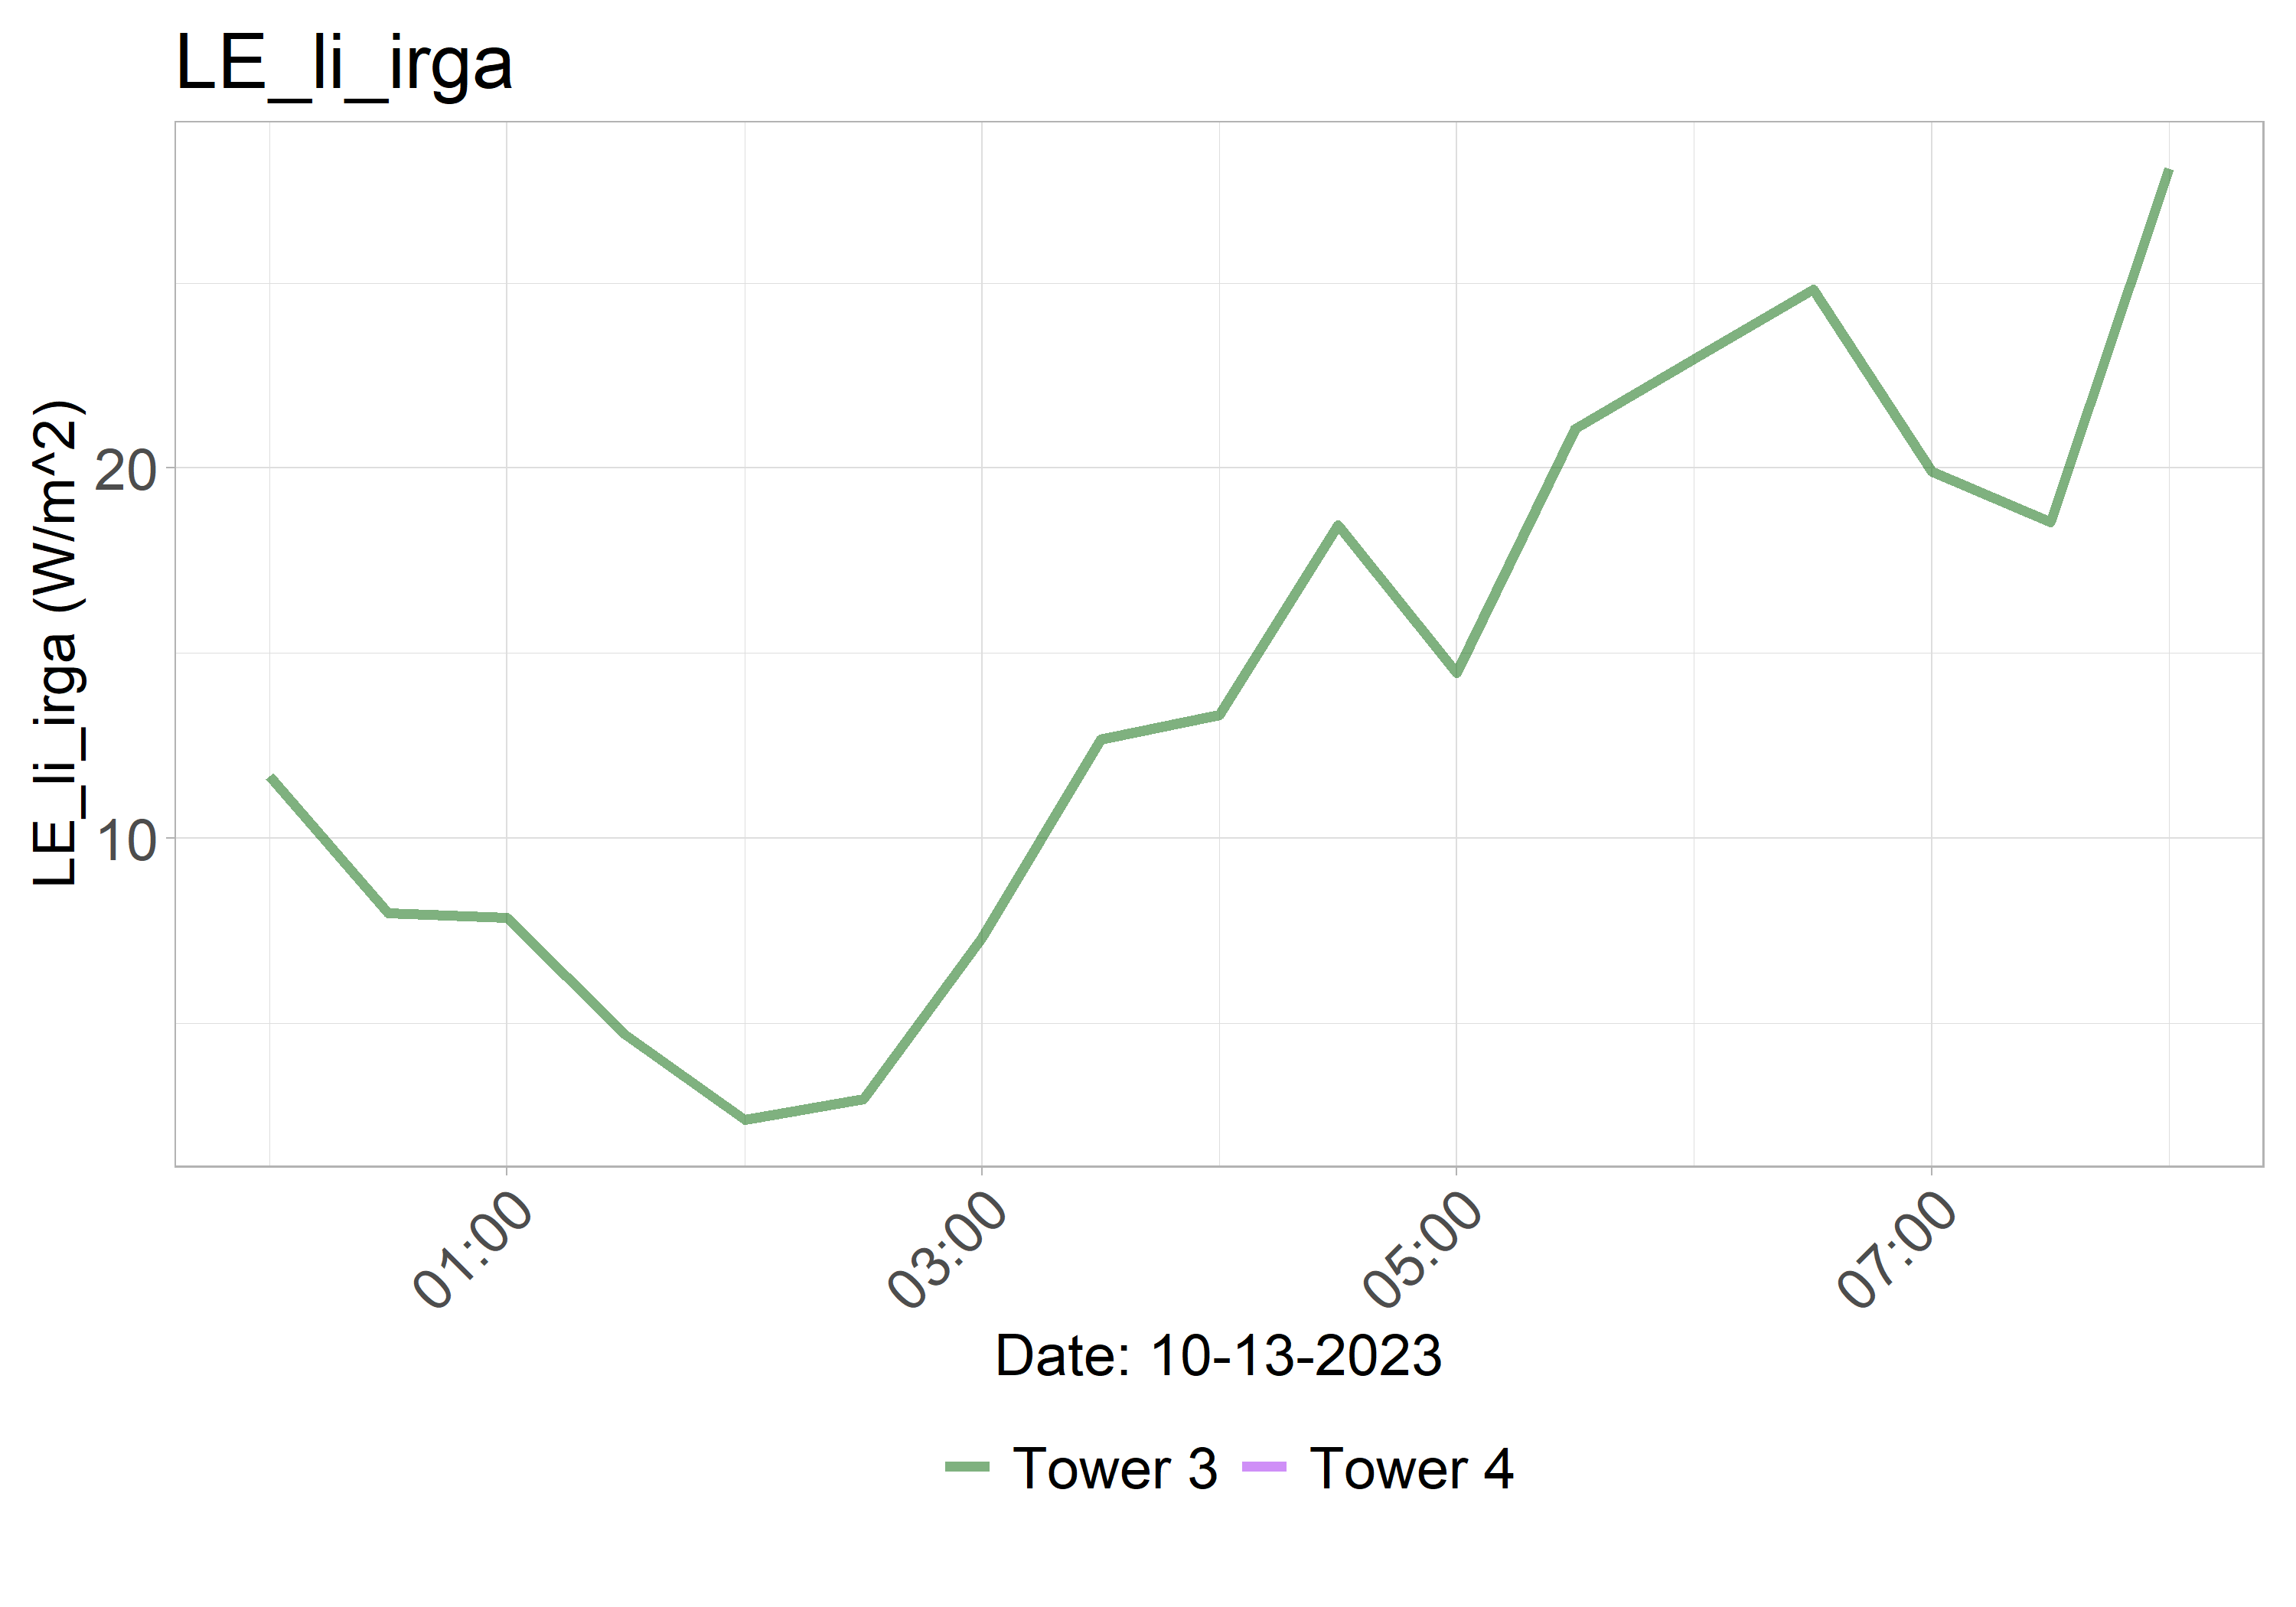 LE_li_irga
LE_li_irga (W/m^2)
20
10
01:00
03:00
05:00
07:00
Date: 10-13-2023
Tower 3
Tower 4